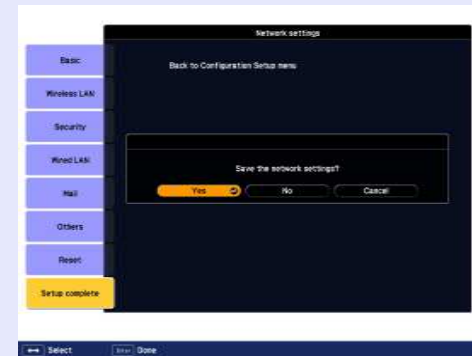 Network settings
Basic
Back to Configuration Setup menu
Wireless LAN
Security
Wired LAN
Save the network settings?
Yes No Cancel
Mail
Others
Reset
Setup complete
Select Enter Done